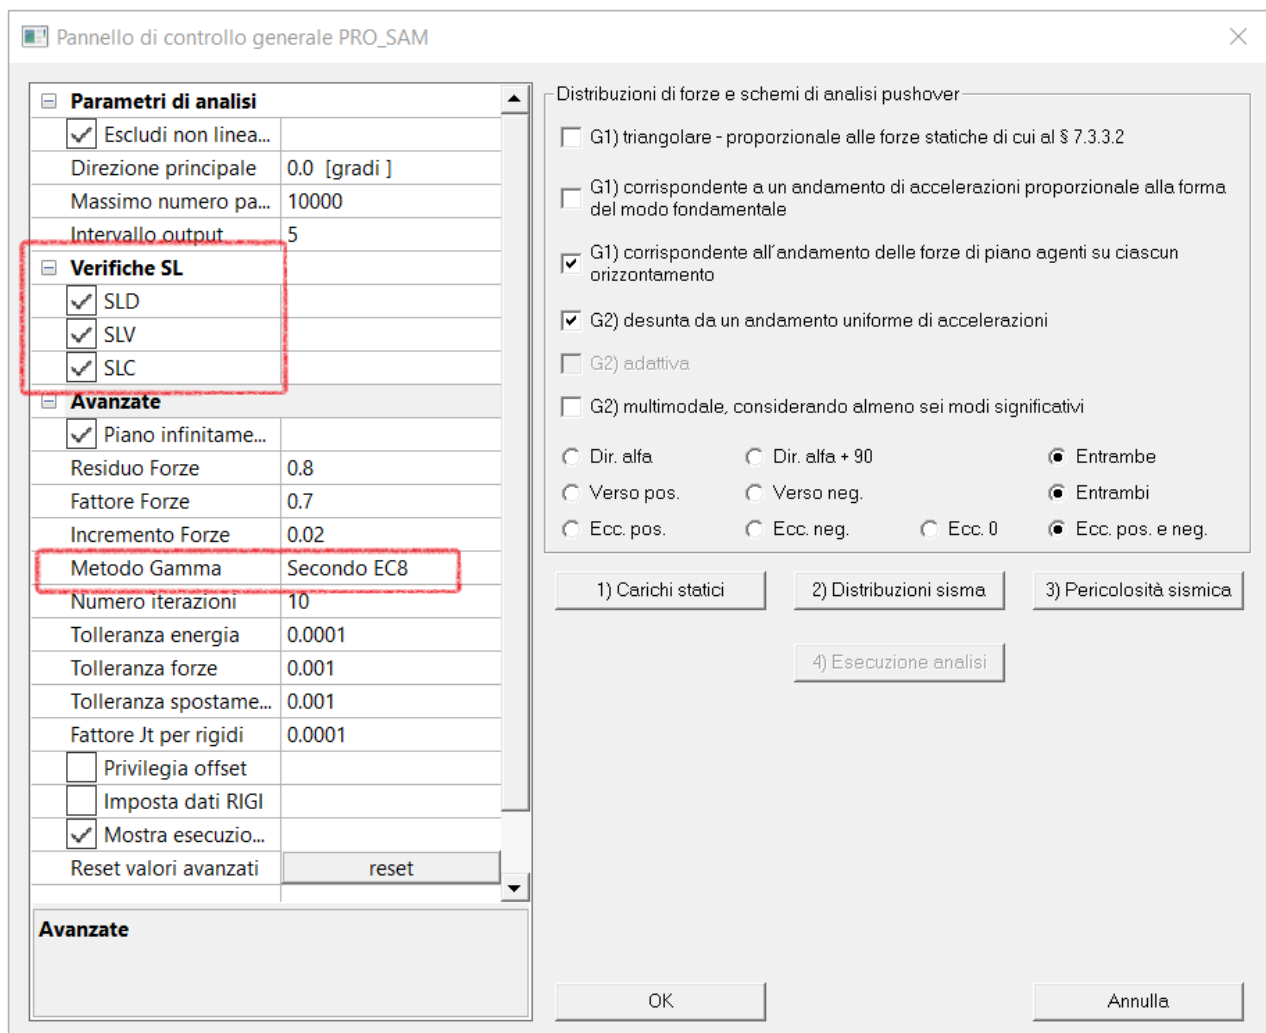 Pannello di controllo generale PRO_SAM
Parametri di analisi
Escludi non linea...
Direzione principale 0.0 [gradi ]
Massimo numero pa... 10000
Intervallo output 5
Verifiche SL
SLD
SLV
SLC
Avanzate
Piano infinitame...
Residuo Forze 0.8
Fattore Forze 0.7
Incremento Forze 0.02
Metodo Gamma Secondo EC8
Numero iterazioni 10
Tolleranza energia 0.0001
Tolleranza forze 0.001
Tolleranza spostame... 0.001
Fattore Jt per rigidi 0.0001
Privilegia offset
Imposta dati RIGI
Mostra esecuzio...
Reset valori avanzati reset
Avanzate
Distribuzioni di forze e schemi di analisi pushover
G1) triangolare - proporzionale alle forze statiche di cui al § 7.3.3.2
G1) corrispondente a un andamento di accelerazioni proporzionale alla forma
del modo fondamentale
G1) corrispondente all'andamento delle forze di piano agenti su ciascun
orizzontamento
G2) desunta da un andamento uniforme di accelerazioni
G2) adattiva
G2) multimodale, considerando almeno sei modi significativi
Dir. alfa Dir. alfa + 90 Entrambe
Verso pos. Verso neg. Entrambi
Ecc. pos. Ecc. neg. Ecc. 0 Ecc. pos. e neg.
1) Carichi statici 2) Distribuzioni sisma 3) Pericolosità sismica
4) Esecuzione analisi
OK Annulla